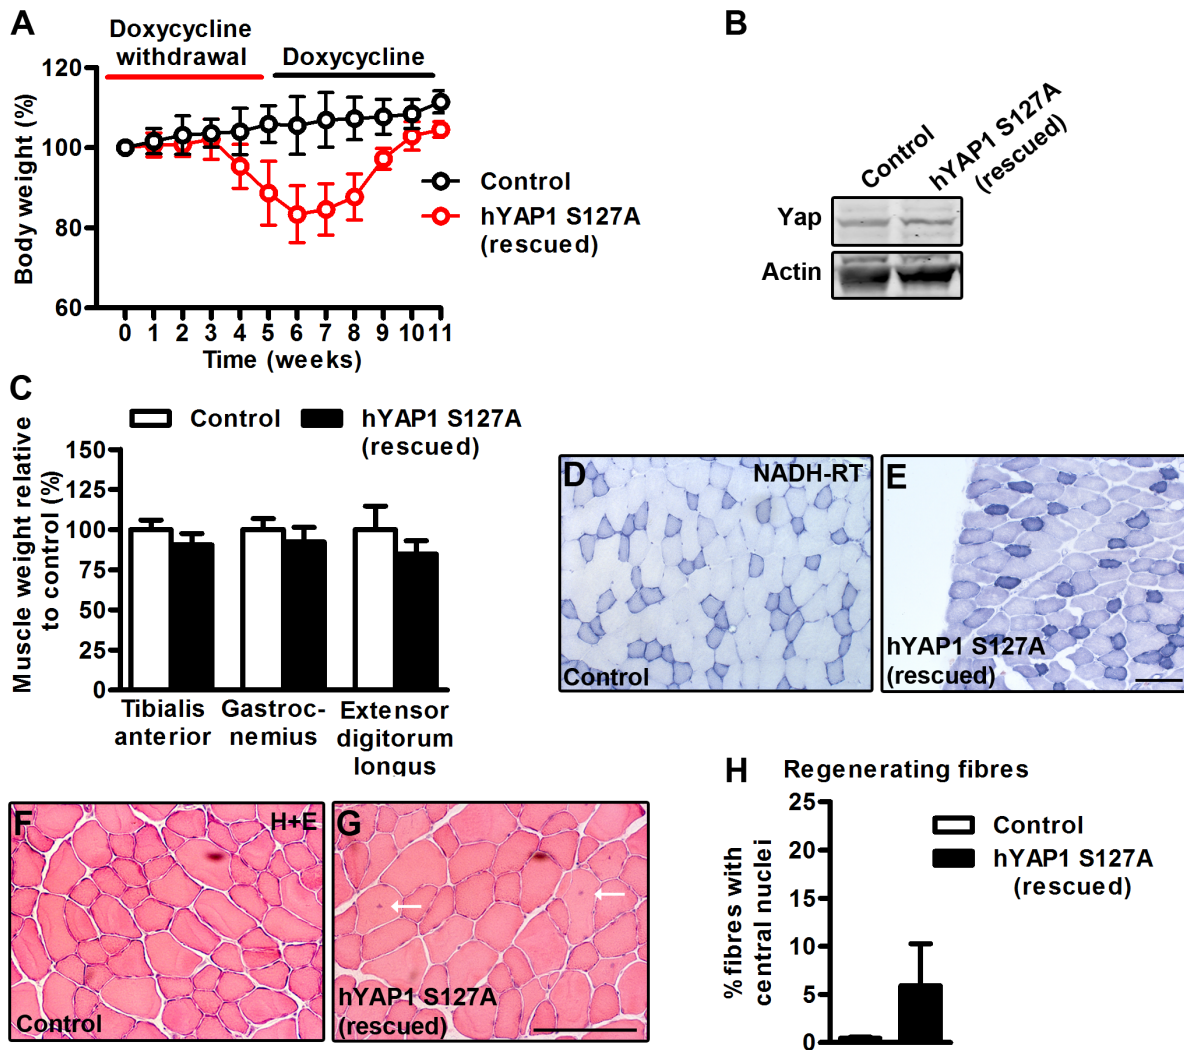 A
Doxycycline
withdrawal
Doxycycline
120
100
80
60
Body weight (%)
0 1 2 3 4 5 6 7 8 9 10 11
Time (weeks)
Control
hYAP1 S127A
(rescued)
B
Control
hYAP1 S127A
(rescued)
Yap
Actin
C
Control
hYAP1 S127A
(rescued)
150
125
100
75
50
25
0
Muscle weight relative
to control (%)
Tibialis
anterior
Gastroc-
nemius
Extensor
digitorum
longus
D
NADH-RT
Control
E
hYAP1 S127A
(rescued)
F
H+E
Control
G
hYAP1 S127A
(rescued)
H
Regenerating fibres
25
20
15
10
5
0
% fibres with
central nuclei
Control
hYAP1 S127A
(rescued)